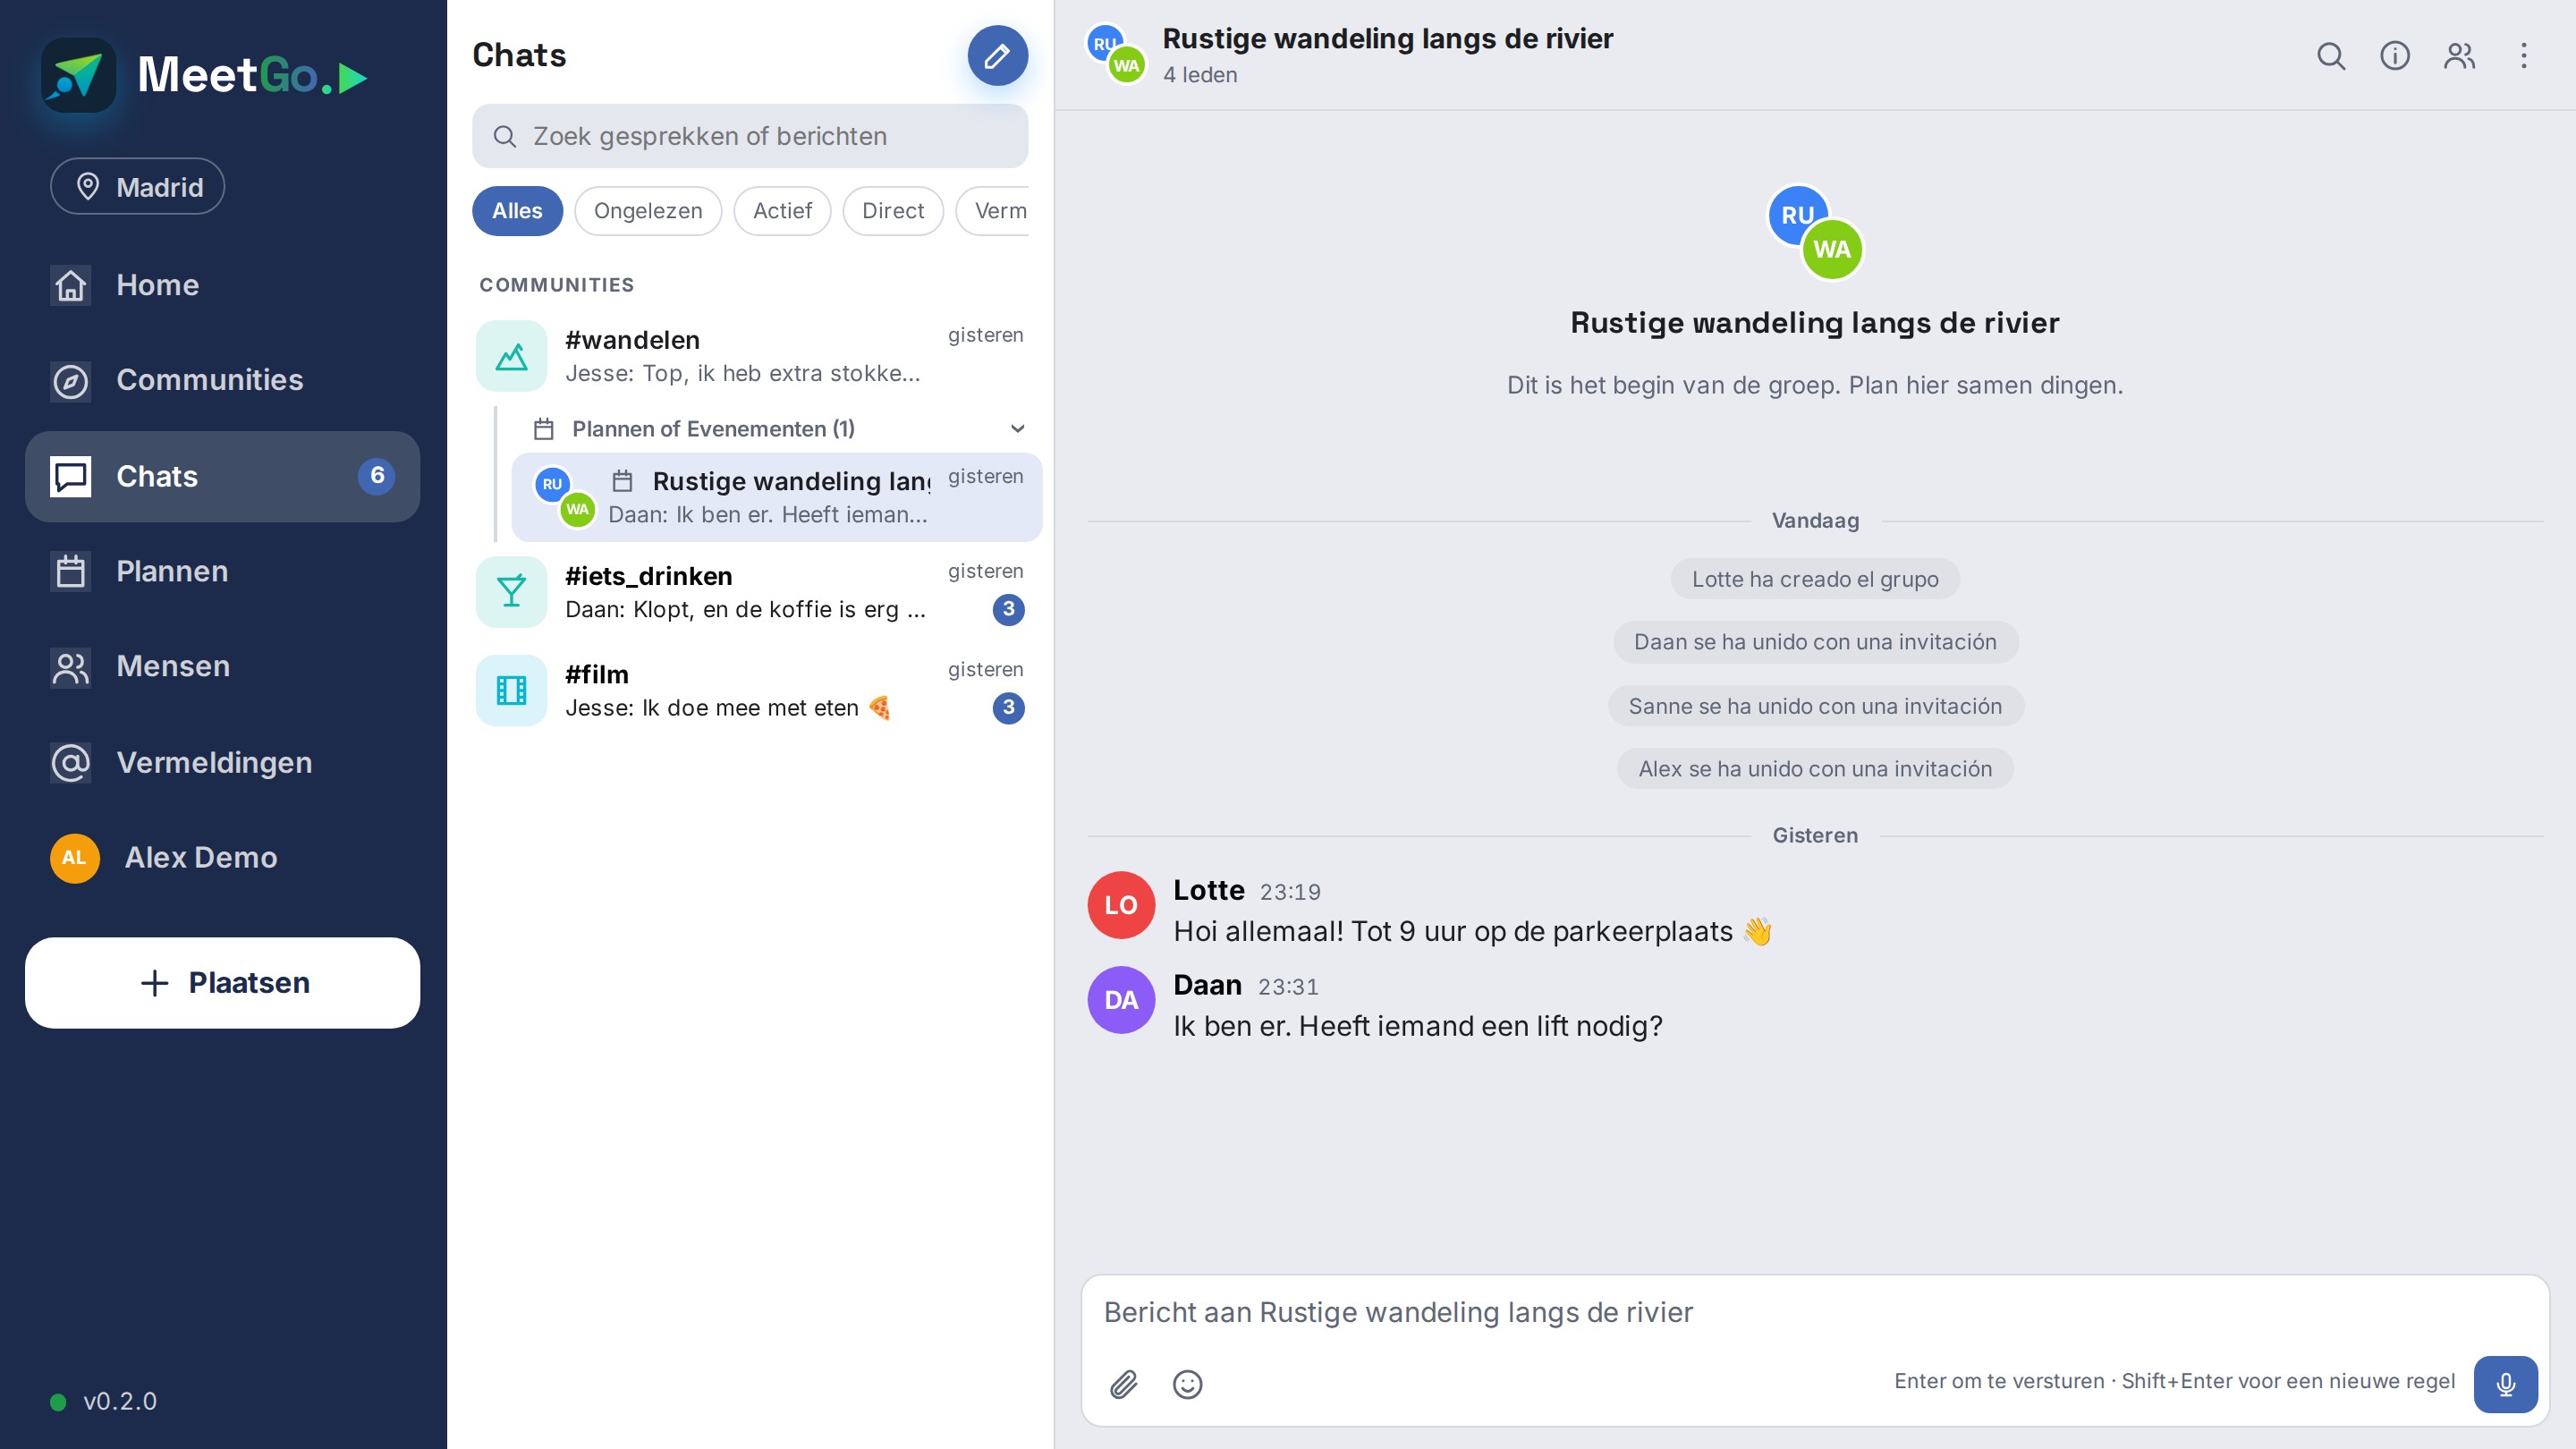 MeetGo.
Madrid
Home
Communities
Chats
6
Plannen
Mensen
Vermeldingen
AL
Alex Demo
Plaatsen
v0.2.0
Chats
Zoek gesprekken of berichten
Alles
Ongelezen
Actief
Direct
Verm
COMMUNITIES
#wandelen
gisteren
Jesse: Top, ik heb extra stokke...
Plannen of Evenementen (1)
RU
WA
Rustige wandeling lang
gisteren
Daan: Ik ben er. Heeft ieman...
#iets_drinken
gisteren
Daan: Klopt, en de koffie is erg ...
3
#film
gisteren
Jesse: Ik doe mee met eten 🍕
3
RU
WA
Rustige wandeling langs de rivier
4 leden
RU
WA
Rustige wandeling langs de rivier
Dit is het begin van de groep. Plan hier samen dingen.
Vandaag
Lotte ha creado el grupo
Daan se ha unido con una invitación
Sanne se ha unido con una invitación
Alex se ha unido con una invitación
Gisteren
LO
Lotte 23:19
Hoi allemaal! Tot 9 uur op de parkeerplaats 👋
DA
Daan 23:31
Ik ben er. Heeft iemand een lift nodig?
Bericht aan Rustige wandeling langs de rivier
Enter om te versturen · Shift+Enter voor een nieuwe regel